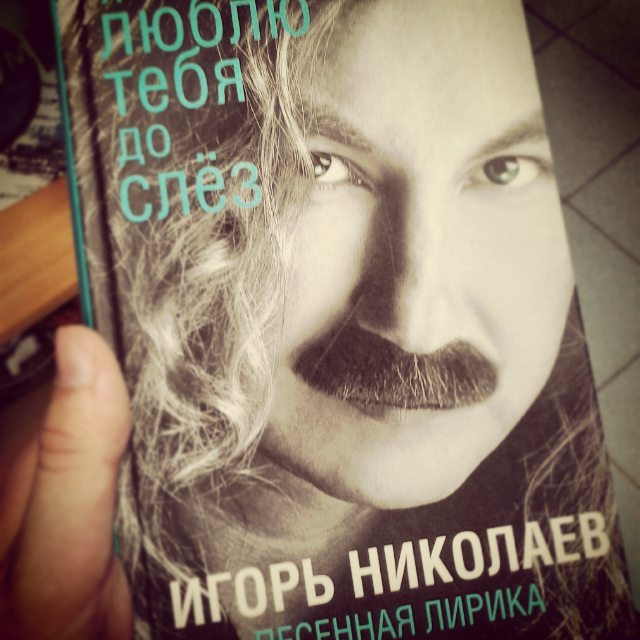 ЛЮБЛЮ
ТЕБЯ
ДО
СЛЁЗ
ИГОРЬ НИКОЛАЕВ
ПЕСЕННАЯ ЛИРИКА